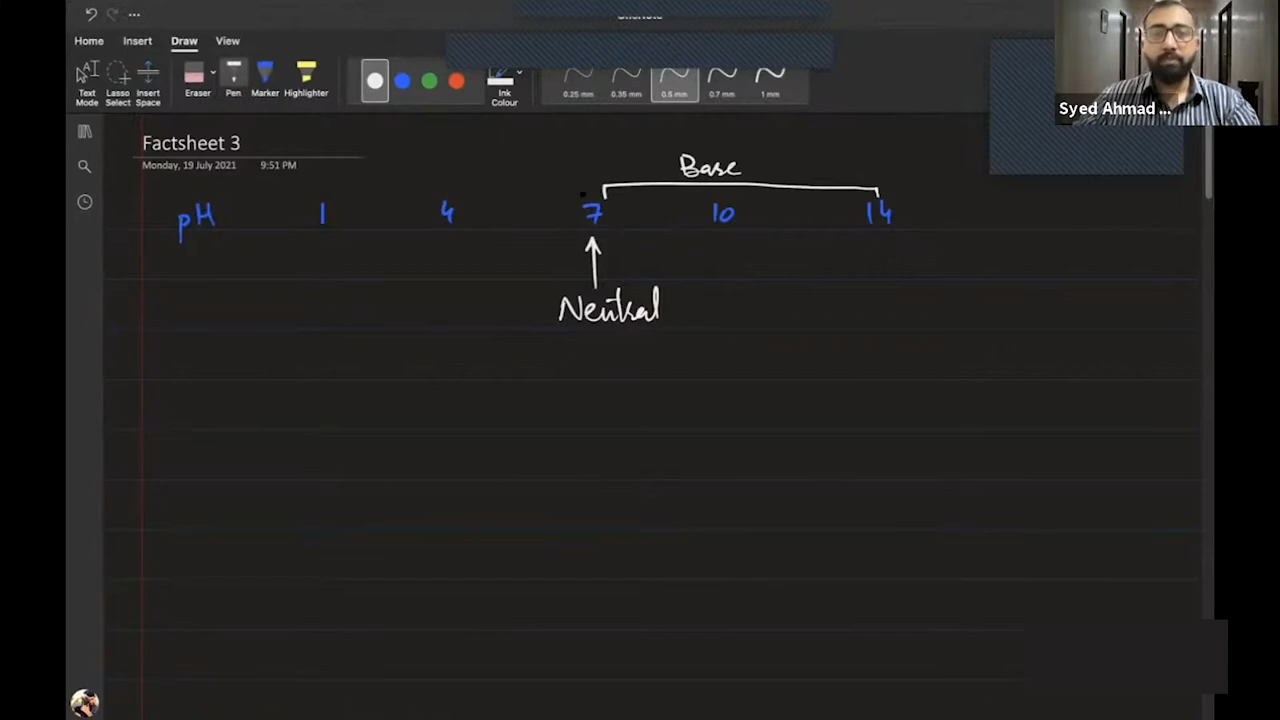 OneNote
Home Insert Draw View
Text Mode
Lasso Select
Insert Space
Eraser
Pen
Marker
Highlighter
Ink Colour
0.25 mm
0.35 mm
0.5 mm
0.7 mm
1 mm
Syed Ahmad ...
Factsheet 3
Monday, 19 July 2021 9:51 PM
Base
pH 1 4 7 10 14
Neutral